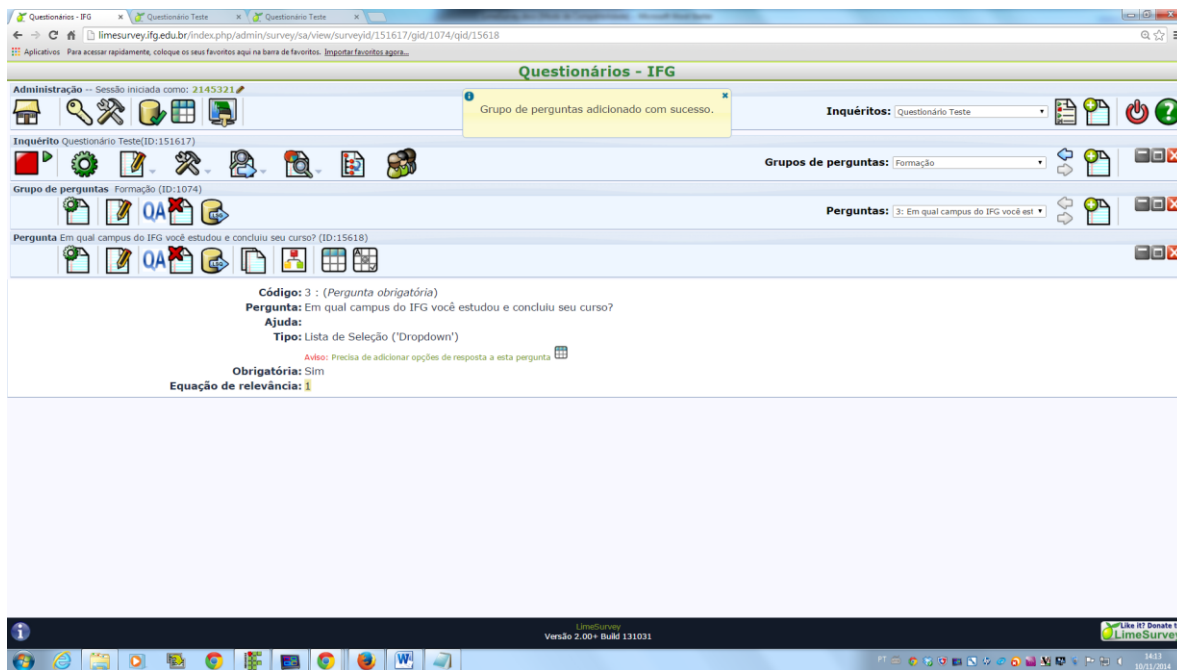 Questionários - IFG
Questionário Teste
Questionário Teste
limesurvey.ifg.edu.br/index.php/admin/survey/sa/view/surveyid/151617/gid/1074/qid/15618
Aplicativos Para acessar rapidamente, coloque os seus favoritos aqui na barra de favoritos. Importar favoritos agora...
Questionários - IFG
Administração -- Sessão iniciada como: 2145321
Grupo de perguntas adicionado com sucesso.
Inquéritos: Questionário Teste
Inquérito Questionário Teste(ID:151617)
Grupos de perguntas: Formação
Grupo de perguntas Formação (ID:1074)
QA
Perguntas: 3: Em qual campus do IFG você est
Pergunta Em qual campus do IFG você estudou e concluiu seu curso? (ID:15618)
QA
Código: 3 : (Pergunta obrigatória)
Pergunta: Em qual campus do IFG você estudou e concluiu seu curso?
Ajuda:
Tipo: Lista de Seleção ('Dropdown')
Aviso: Precisa de adicionar opções de resposta a esta pergunta
Obrigatória: Sim
Equação de relevância: 1
LimeSurvey
Versão 2.00+ Build 131031
Like it? Donate t
LimeSurvey
PT
14:13
10/11/2014